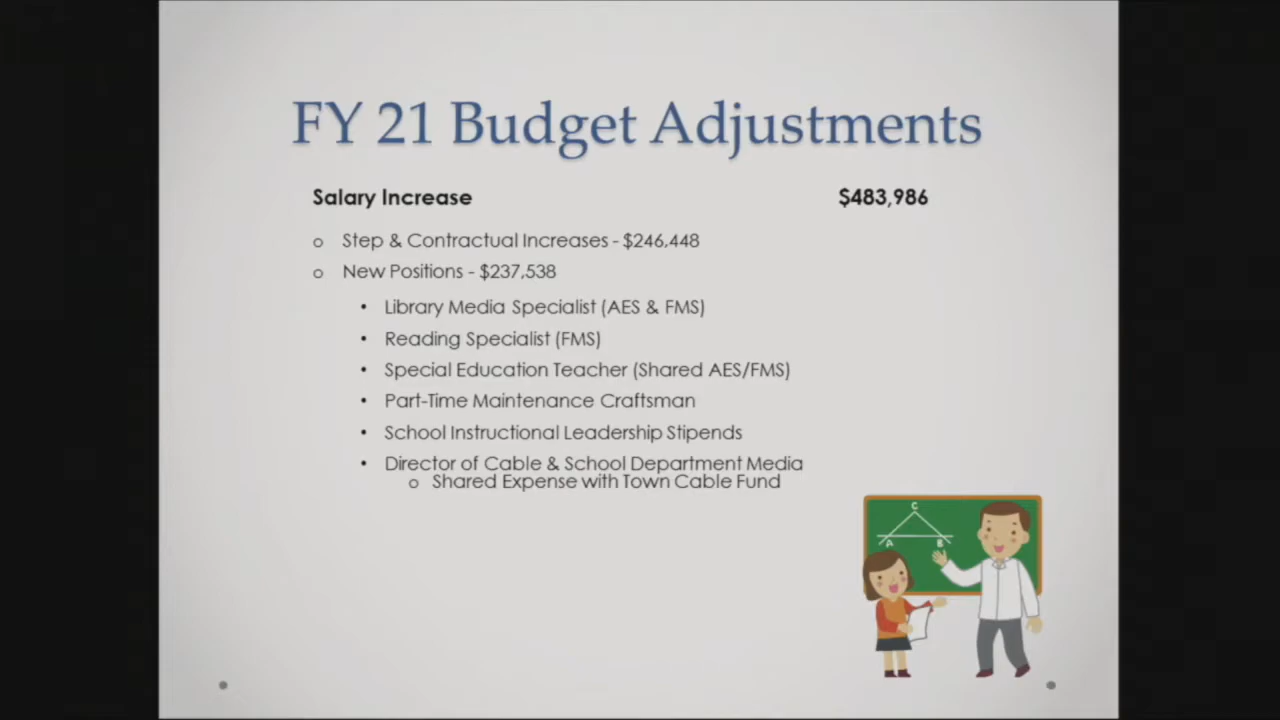 FY 21 Budget Adjustments
Salary Increase $483,986
o Step & Contractual Increases - $246,448
o New Positions - $237,538
• Library Media Specialist (AES & FMS)
• Reading Specialist (FMS)
• Special Education Teacher (Shared AES/FMS)
• Part-Time Maintenance Craftsman
• School Instructional Leadership Stipends
• Director of Cable & School Department Media
o Shared Expense with Town Cable Fund
C
A B